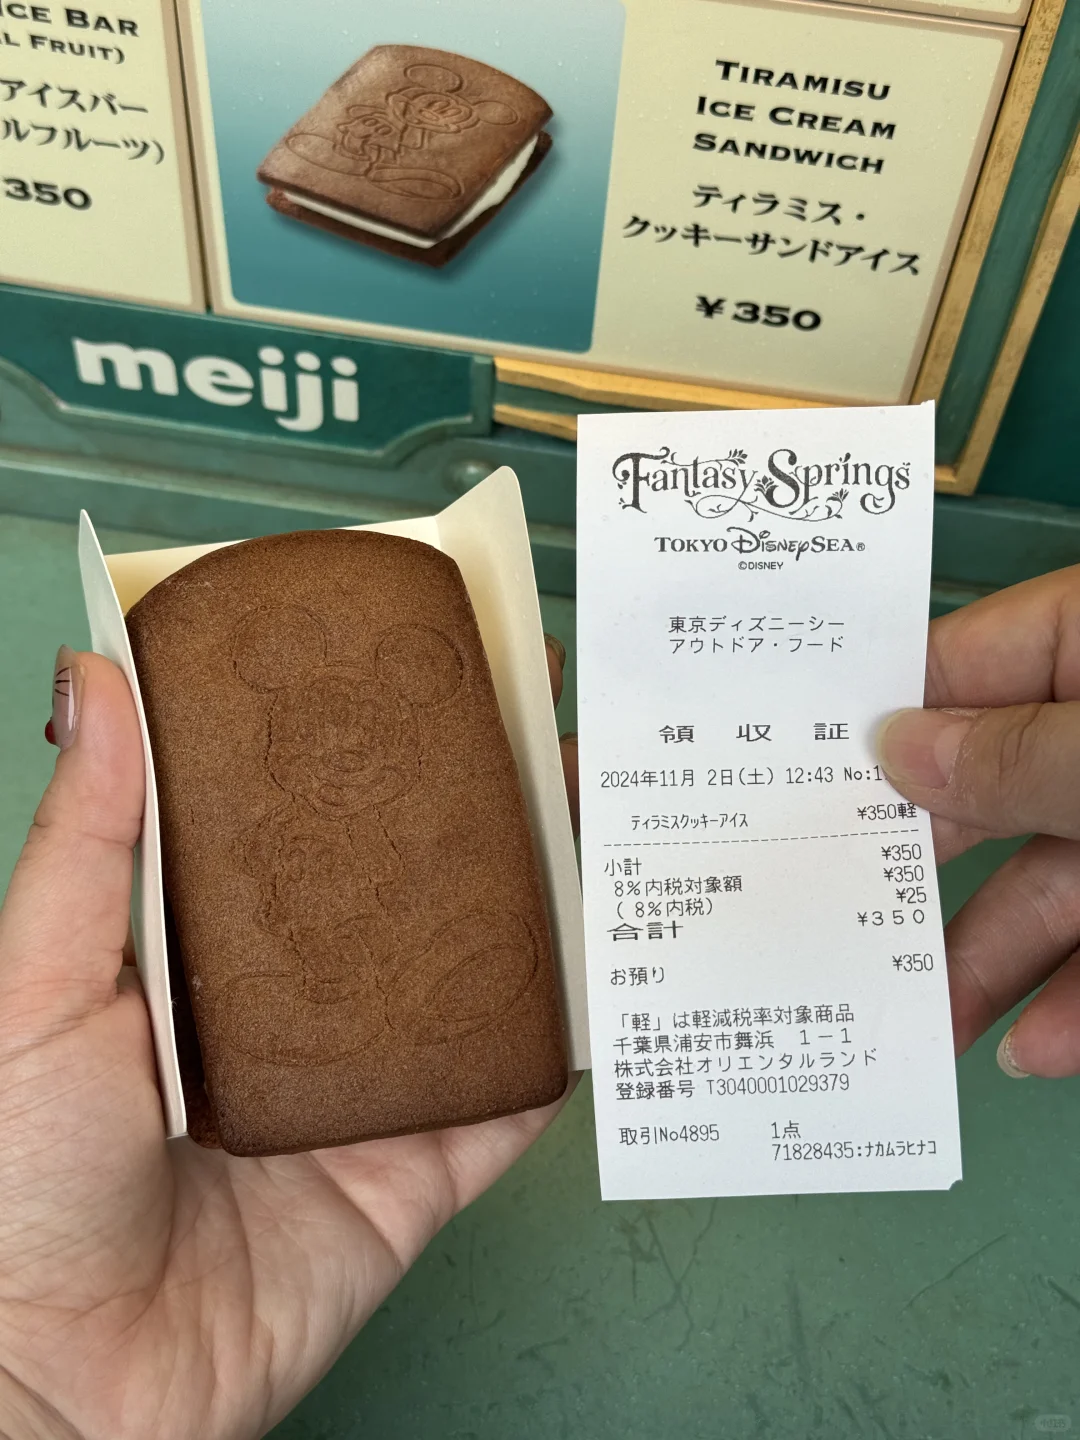 ICE BAR
AL FRUIT)
アイスバー
ルフルーツ)
350
TIRAMISU
ICE CREAM
SANDWICH
ティラミス・
クッキーサンドアイス
¥350
meiji
Fantasy Springs
TOKYO DISNEYSEA®
©DISNEY
東京ディズニーシー
アウトドア・フード
領 収 証
2024年11月 2日(土) 12:43 No:1
ティラミスクッキーアイス ¥350軽
小計 ¥350
8%内税対象額 ¥350
( 8%内税) ¥25
合計 ¥350
お預り ¥350
「軽」は軽減税率対象商品
千葉県浦安市舞浜 1-1
株式会社オリエンタルランド
登録番号 T3040001029379
取引No4895 1点
71828435:ナカムラヒナコ